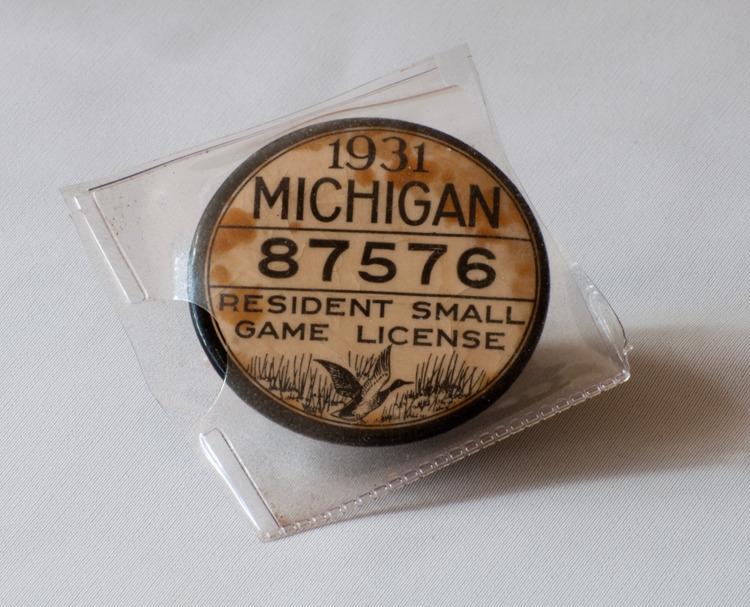 1931
MICHIGAN
87576
RESIDENT SMALL
GAME LICENSE